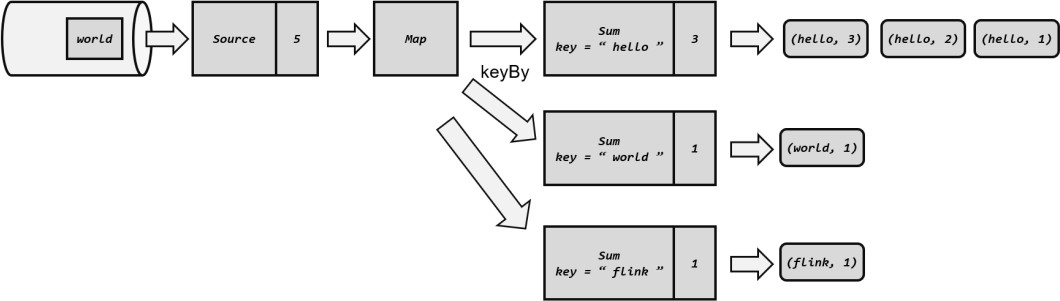 world
Source 5
Map
keyBy
Sum
key = “ hello ”
3
(hello, 3) (hello, 2) (hello, 1)
Sum
key = “ world ”
1
(world, 1)
Sum
key = “ flink ”
1
(flink, 1)